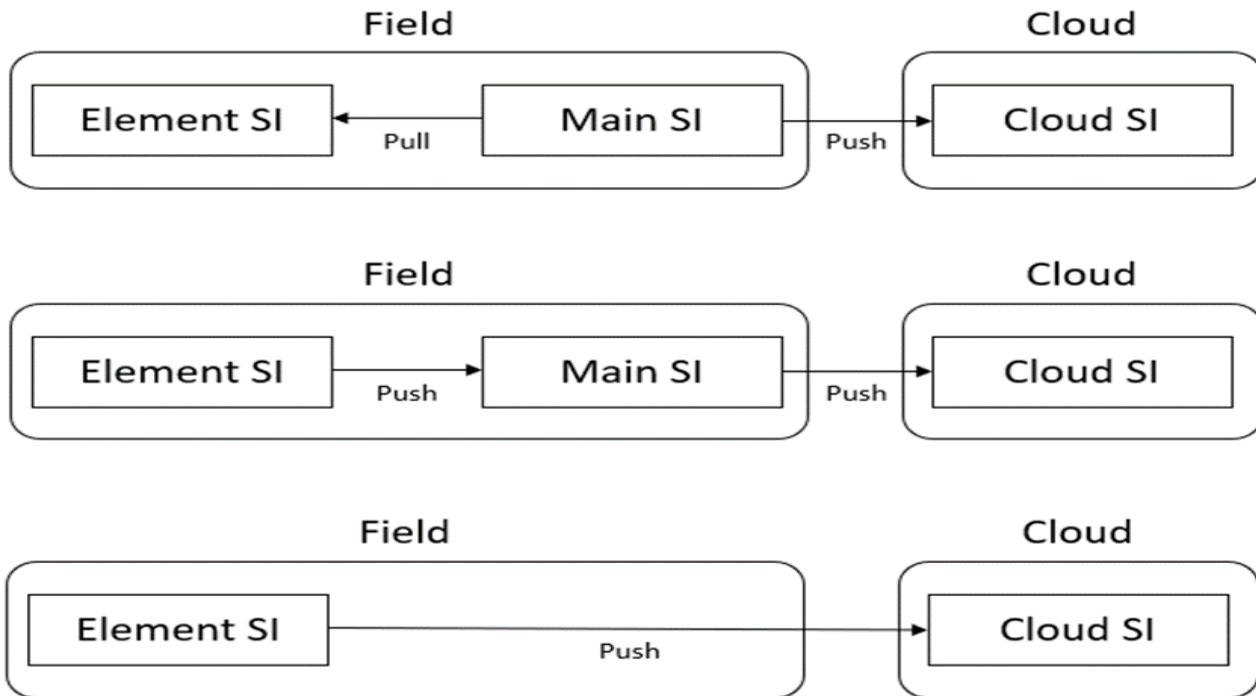 Field Cloud
Element SI Main SI Cloud SI
Pull Push
Field Cloud
Element SI Main SI Cloud SI
Push Push
Field Cloud
Element SI Cloud SI
Push